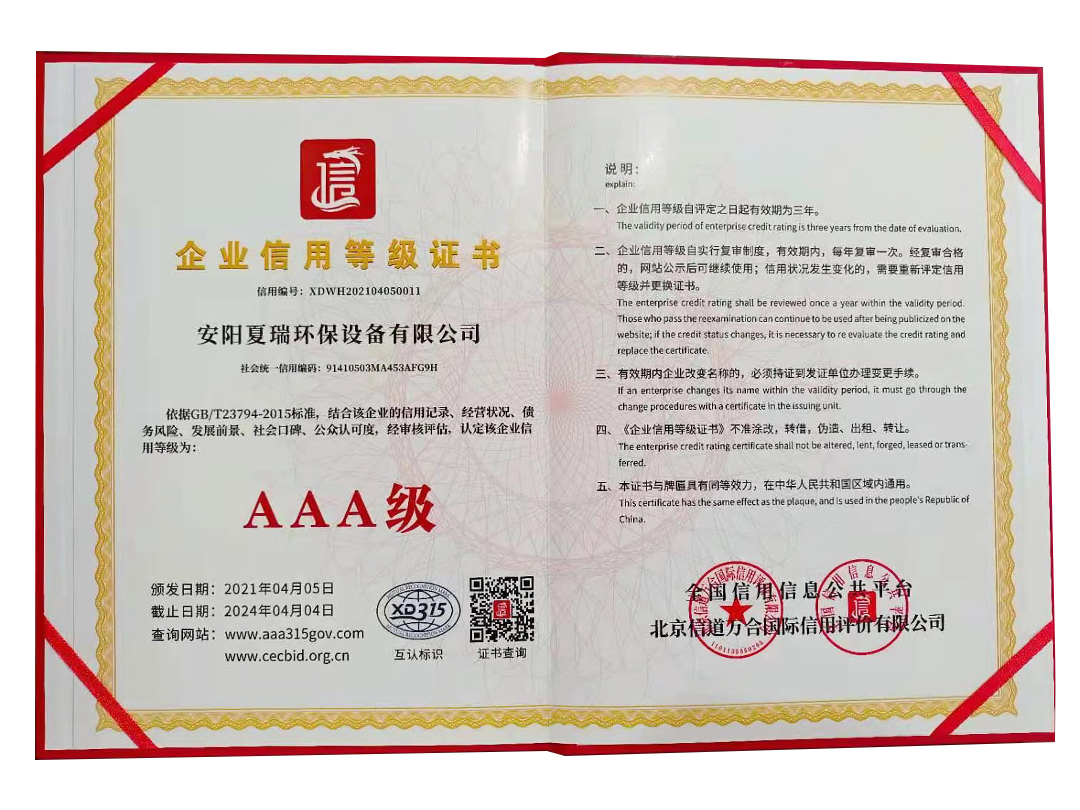 信
企业信用等级证书
信用编号：XDWH202104050011
安阳夏瑞环保设备有限公司
社会统一信用编码：91410503MA453AFG9H
依据GB/T23794-2015标准，结合该企业的信用记录、经营状况、债
务风险、发展前景、社会口碑、公众认可度，经审核评估，认定该企业信
用等级为：
AAA级
颁发日期：2021年04月05日
截止日期：2024年04月04日
查询网站：www.aaa315gov.com
www.cecbid.org.cn
XD315
互认标识
证书查询
说明：
explain:
一、企业信用等级自评定之日起有效期为三年。
The validity period of enterprise credit rating is three years from the date of evaluation.
二、企业信用等级自实行复审制度，有效期内，每年复审一次。经复审合格
的，网站公示后可继续使用；信用状况发生变化的，需要重新评定信用
等级并更换证书。
The enterprise credit rating shall be reviewed once a year within the validity period.
Those who pass the reexamination can continue to be used after being publicized on the
website; if the credit status changes, it is necessary to re evaluate the credit rating and
replace the certificate.
三、有效期内企业改变名称的，必须持证到发证单位办理变更手续。
If an enterprise changes its name within the validity period, it must go through the
change procedures with a certificate in the issuing unit.
四、《企业信用等级证书》不准涂改，转借，伪造、出租、转让。
The enterprise credit rating certificate shall not be altered, lent, forged, leased or trans-
ferred.
五、本证书与牌匾具有同等效力，在中华人民共和国区域内通用。
This certificate has the same effect as the plaque, and is used in the people's Republic of
China.
全国信用信息公共平台
北京信道万合国际信用评价有限公司